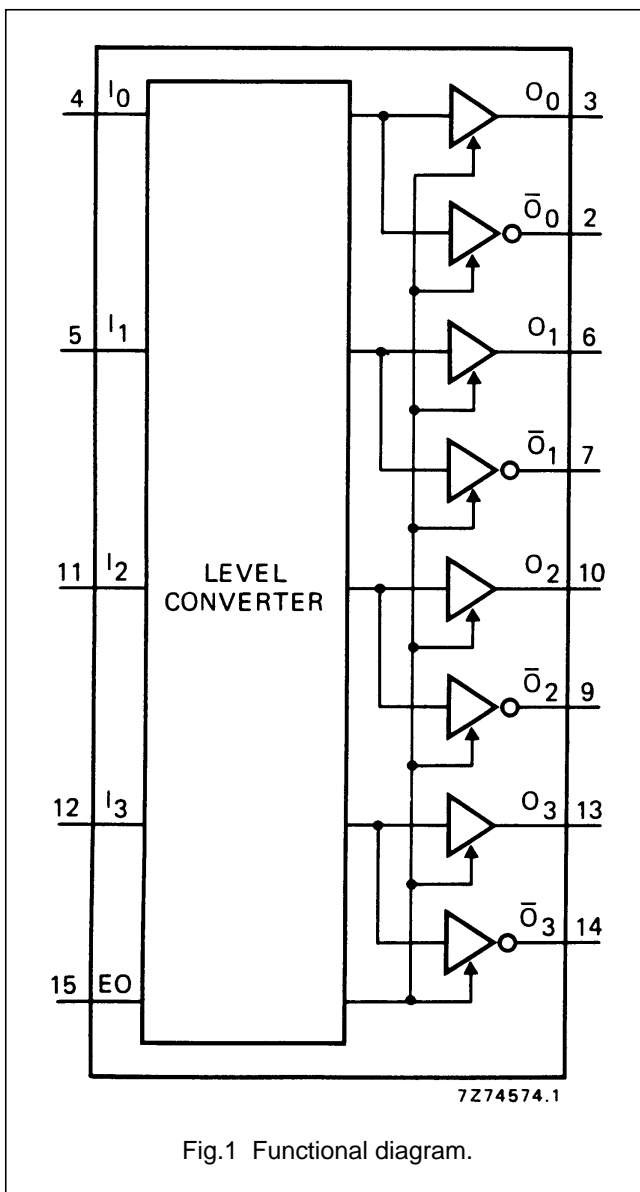 4 I0 O0 3
Ō0 2
5 I1 O1 6
Ō1 7
11 I2 LEVEL O2 10
CONVERTER
Ō2 9
12 I3 O3 13
Ō3 14
15 EO
7Z74574.1
Fig.1 Functional diagram.